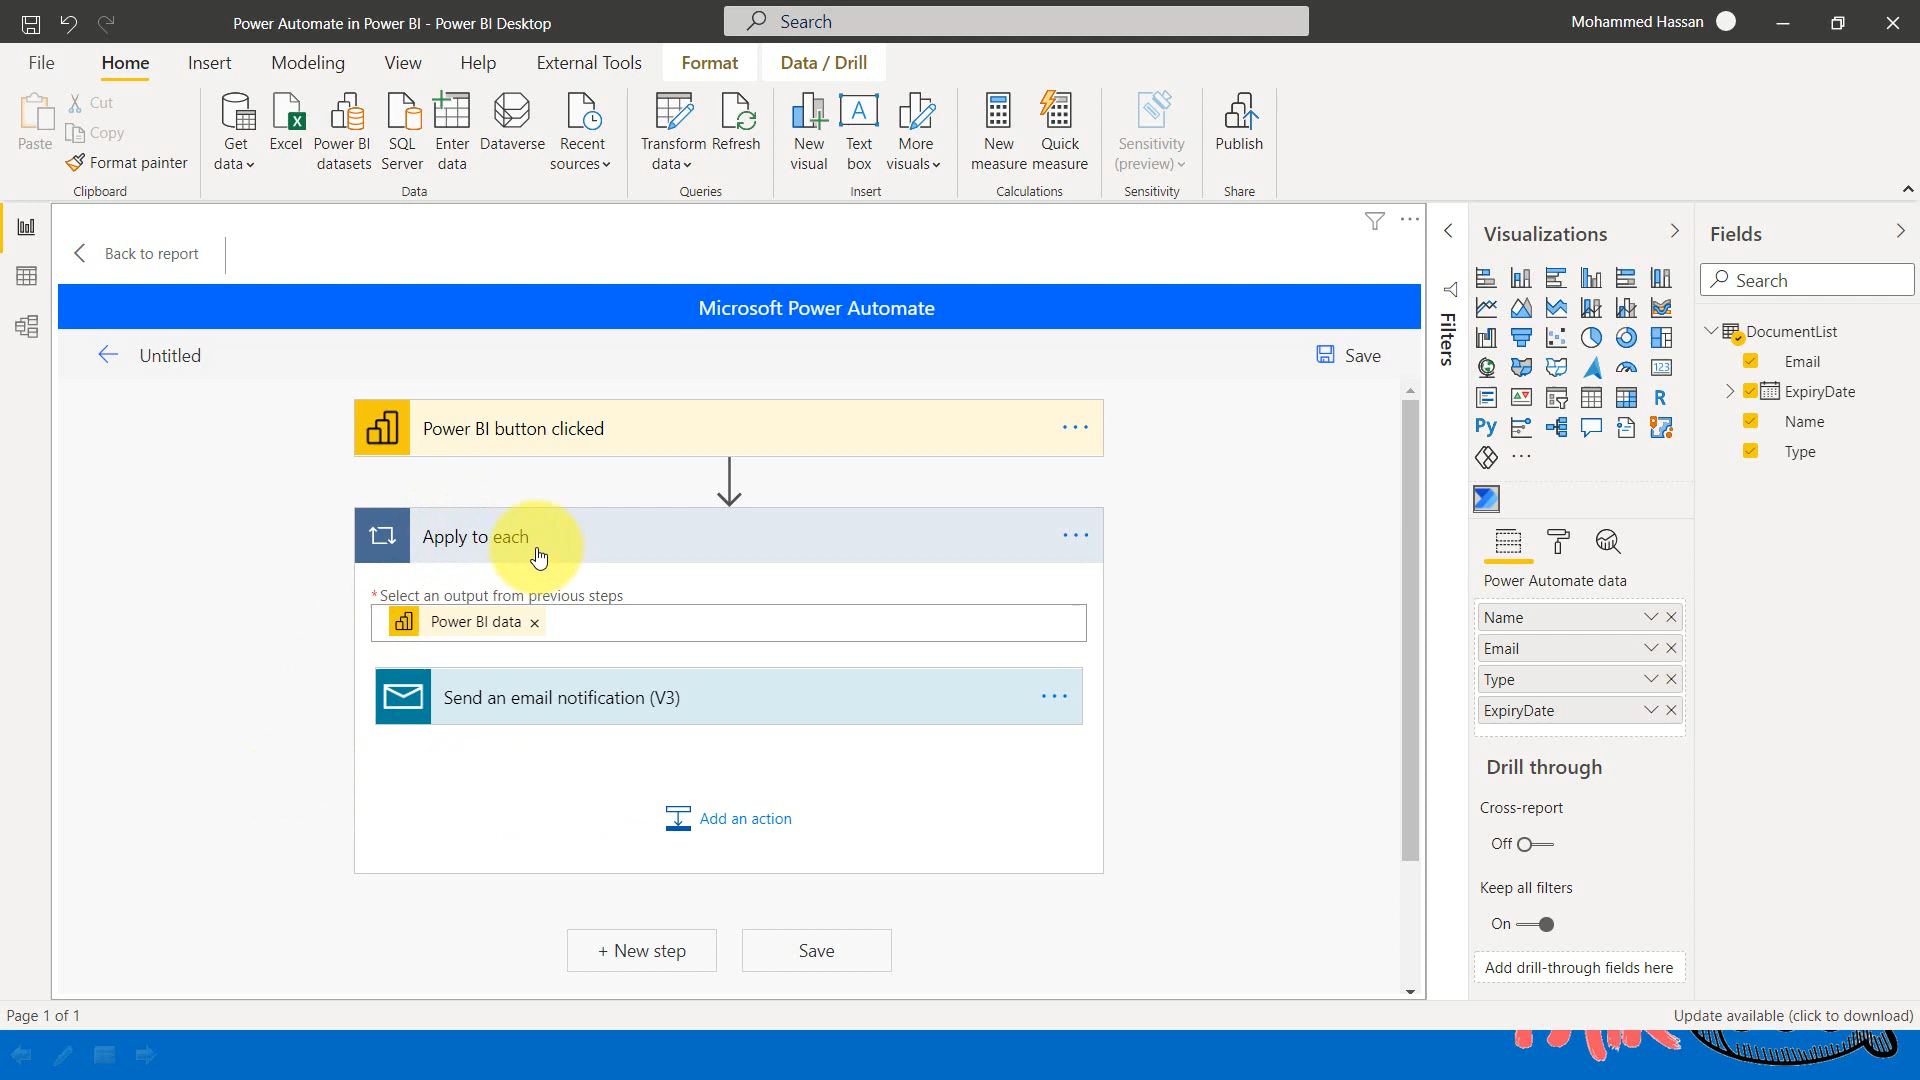 Power Automate in Power BI - Power BI Desktop
Search
Mohammed Hassan
File
Home
Insert
Modeling
View
Help
External Tools
Format
Data / Drill
Paste
Cut
Copy
Format painter
Clipboard
Get data
Excel
Power BI datasets
SQL Server
Enter data
Dataverse
Recent sources
Data
Transform data
Refresh
Queries
New visual
Text box
More visuals
Insert
New measure
Quick measure
Calculations
Sensitivity (preview)
Sensitivity
Publish
Share
Back to report
Microsoft Power Automate
Untitled
Save
Power BI button clicked
Apply to each
* Select an output from previous steps
Power BI data
Send an email notification (V3)
Add an action
+ New step
Save
Filters
Visualizations
R
Py
123
Power Automate data
Name
Email
Type
ExpiryDate
Drill through
Cross-report
Off
Keep all filters
On
Add drill-through fields here
Fields
Search
DocumentList
Email
ExpiryDate
Name
Type
Page 1 of 1
Update available (click to download)